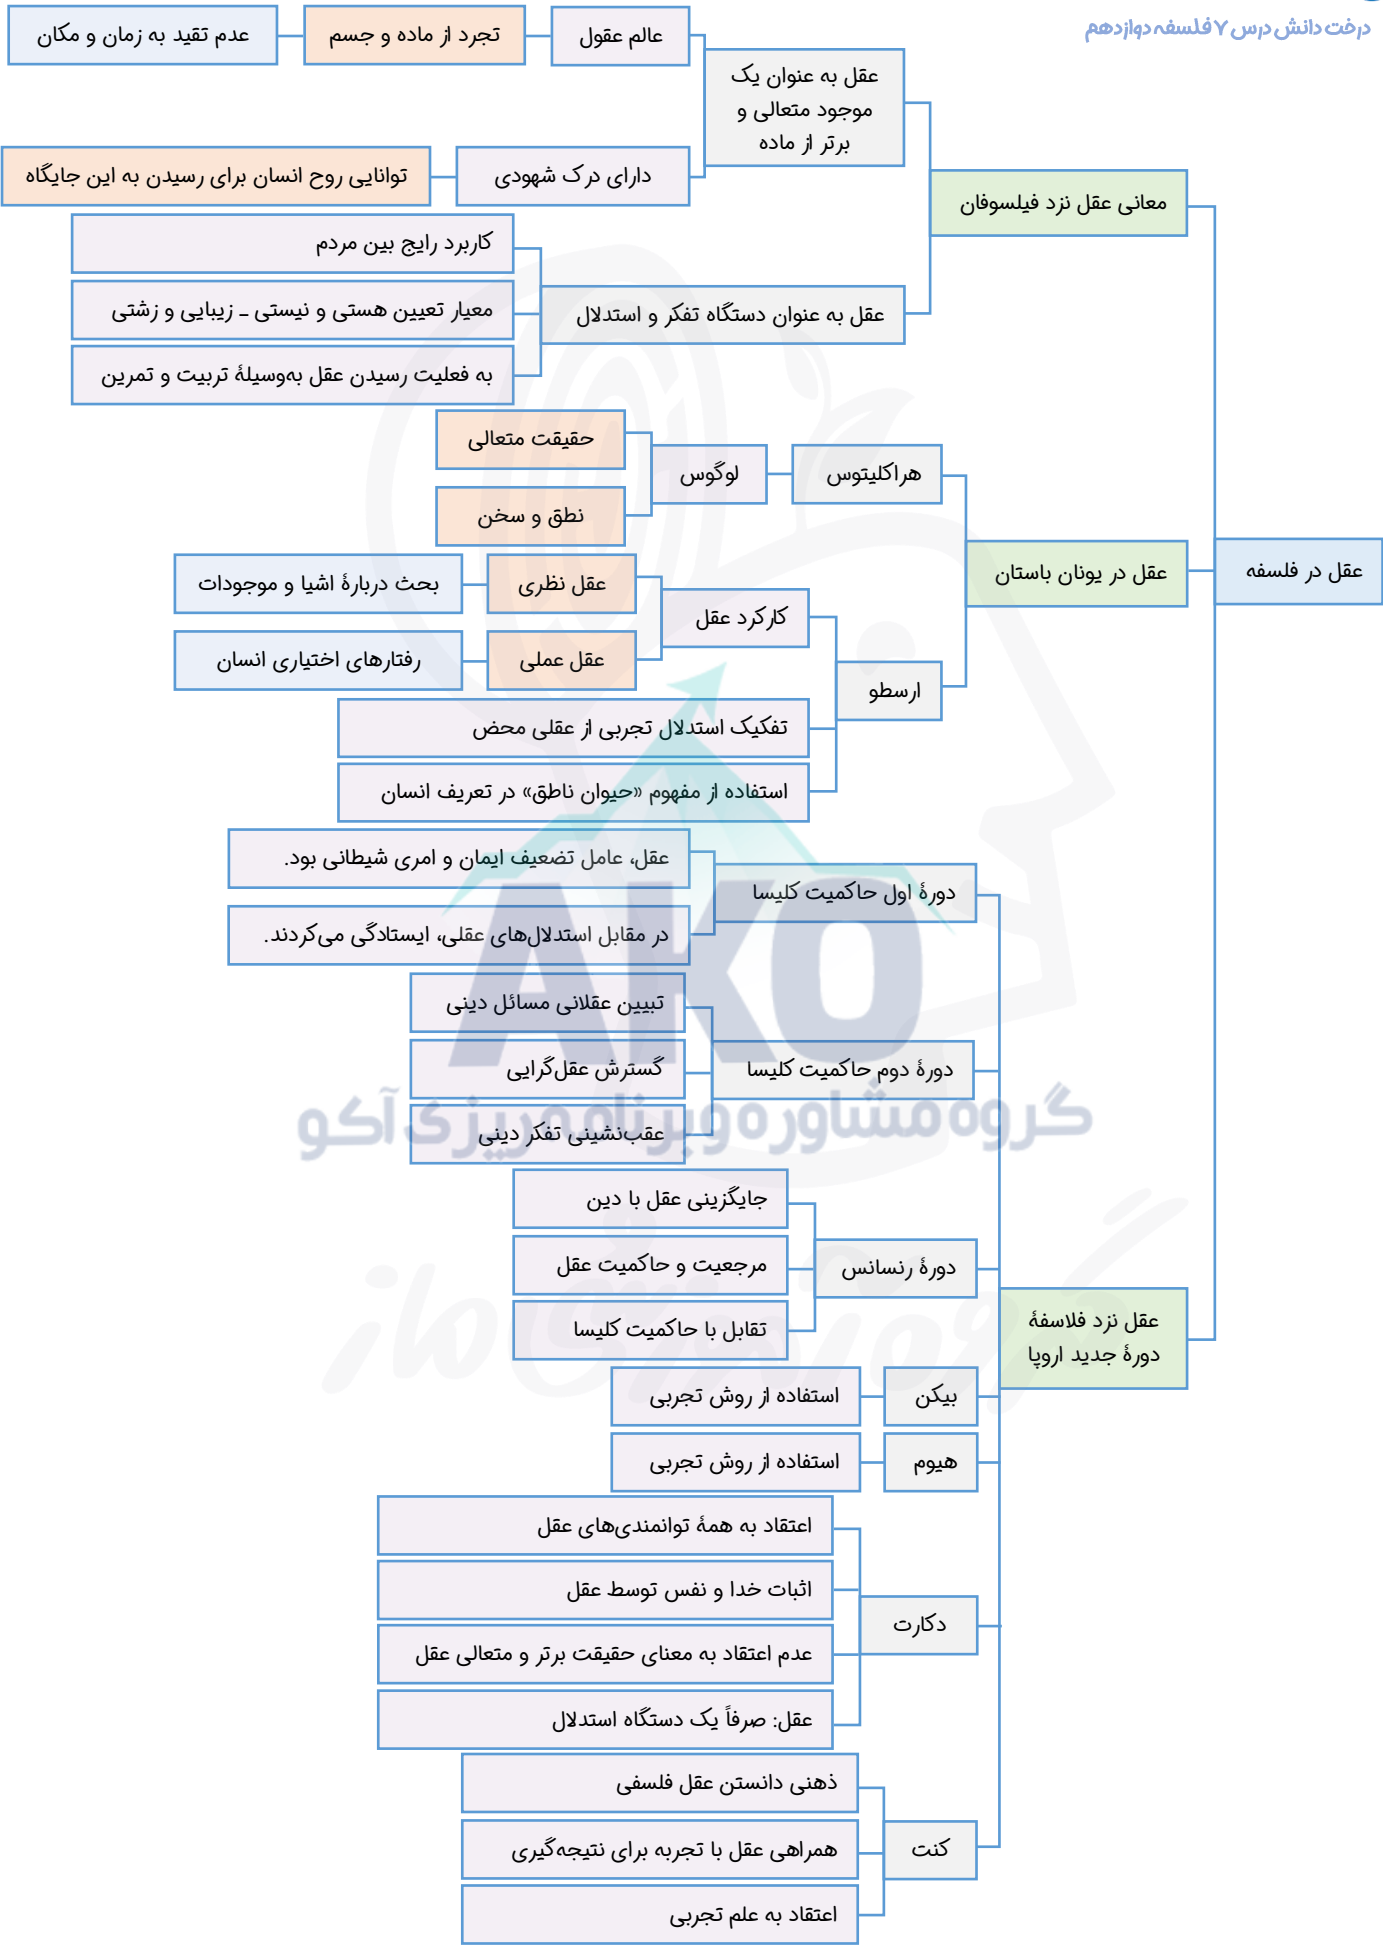 درخت دانش درس ۷ فلسفه دوازدهم
عقل در فلسفه
معانی عقل نزد فیلسوفان
عقل به عنوان یک
موجود متعالی و
برتر از ماده
عالم عقول
تجرد از ماده و جسم
عدم تقید به زمان و مکان
دارای درک شهودی
توانایی روح انسان برای رسیدن به این جایگاه
عقل به عنوان دستگاه تفکر و استدلال
کاربرد رایج بین مردم
معیار تعیین هستی و نیستی ـ زیبایی و زشتی
به فعلیت رسیدن عقل به‌وسیلهٔ تربیت و تمرین
عقل در یونان باستان
هراکلیتوس
لوگوس
حقیقت متعالی
نطق و سخن
ارسطو
کارکرد عقل
عقل نظری
بحث دربارهٔ اشیا و موجودات
عقل عملی
رفتارهای اختیاری انسان
تفکیک استدلال تجربی از عقلی محض
استفاده از مفهوم «حیوان ناطق» در تعریف انسان
عقل نزد فلاسفهٔ
دورهٔ جدید اروپا
دورهٔ اول حاکمیت کلیسا
عقل، عامل تضعیف ایمان و امری شیطانی بود.
در مقابل استدلال‌های عقلی، ایستادگی می‌کردند.
دورهٔ دوم حاکمیت کلیسا
تبیین عقلانی مسائل دینی
گسترش عقل‌گرایی
عقب‌نشینی تفکر دینی
دورهٔ رنسانس
جایگزینی عقل با دین
مرجعیت و حاکمیت عقل
تقابل با حاکمیت کلیسا
بیکن
استفاده از روش تجربی
هیوم
استفاده از روش تجربی
دکارت
اعتقاد به همهٔ توانمندی‌های عقل
اثبات خدا و نفس توسط عقل
عدم اعتقاد به معنای حقیقت برتر و متعالی عقل
عقل: صرفاً یک دستگاه استدلال
کنت
ذهنی دانستن عقل فلسفی
همراهی عقل با تجربه برای نتیجه‌گیری
اعتقاد به علم تجربی
AKO
گروه مشاوره و برنامه ریزی آکو